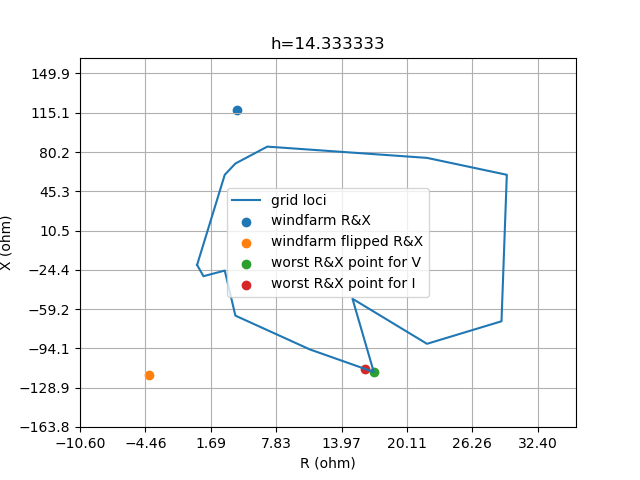 h=14.333333
149.9
115.1
80.2
45.3
10.5
−24.4
−59.2
−94.1
−128.9
−163.8
X (ohm)
grid loci
windfarm R&X
windfarm flipped R&X
worst R&X point for V
worst R&X point for I
−10.60 −4.46 1.69 7.83 13.97 20.11 26.26 32.40
R (ohm)